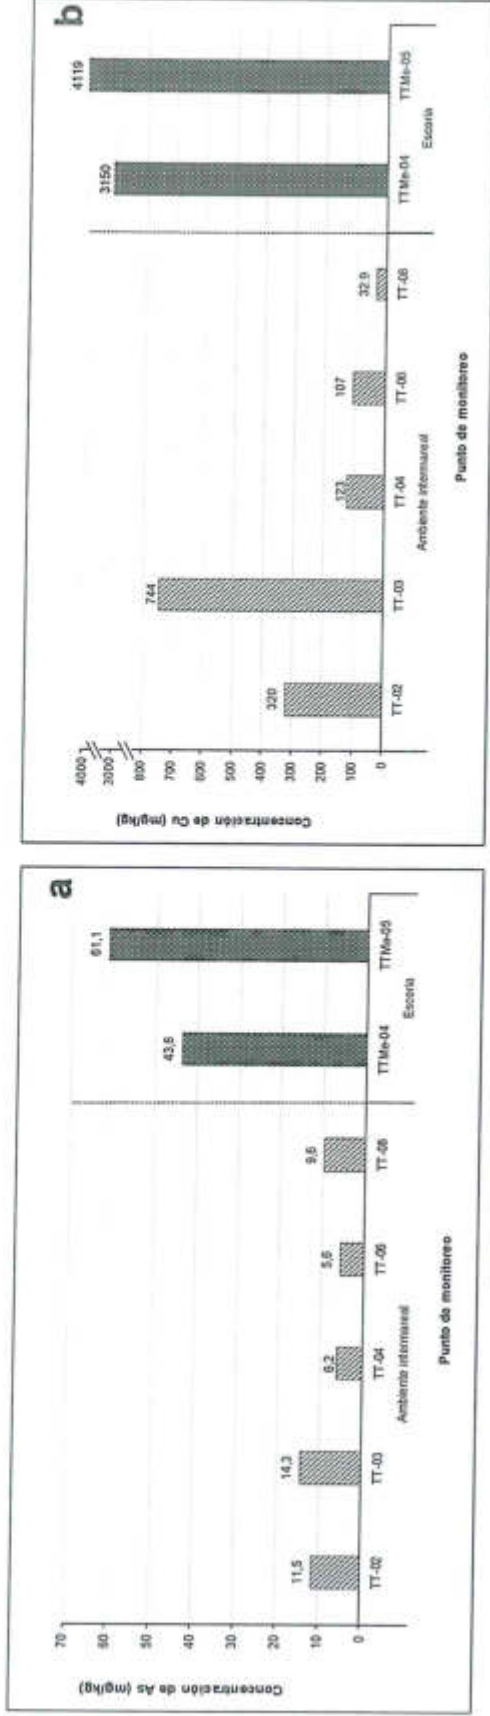 a
Concentración de As (mg/kg)
70
60
50
40
30
20
10
0
11,5
14,3
6,2
5,6
9,6
43,6
61,1
TT-02
TT-03
TT-04
TT-06
TT-08
TTMe-04
TTMe-05
Ambiente intermareal
Escoria
Punto de monitoreo
b
Concentración de Cu (mg/kg)
4000
3000
800
700
600
500
400
300
200
100
0
320
744
123
107
32.9
3150
4119
TT-02
TT-03
TT-04
TT-06
TT-08
TTMe-04
TTMe-05
Ambiente intermareal
Escoria
Punto de monitoreo